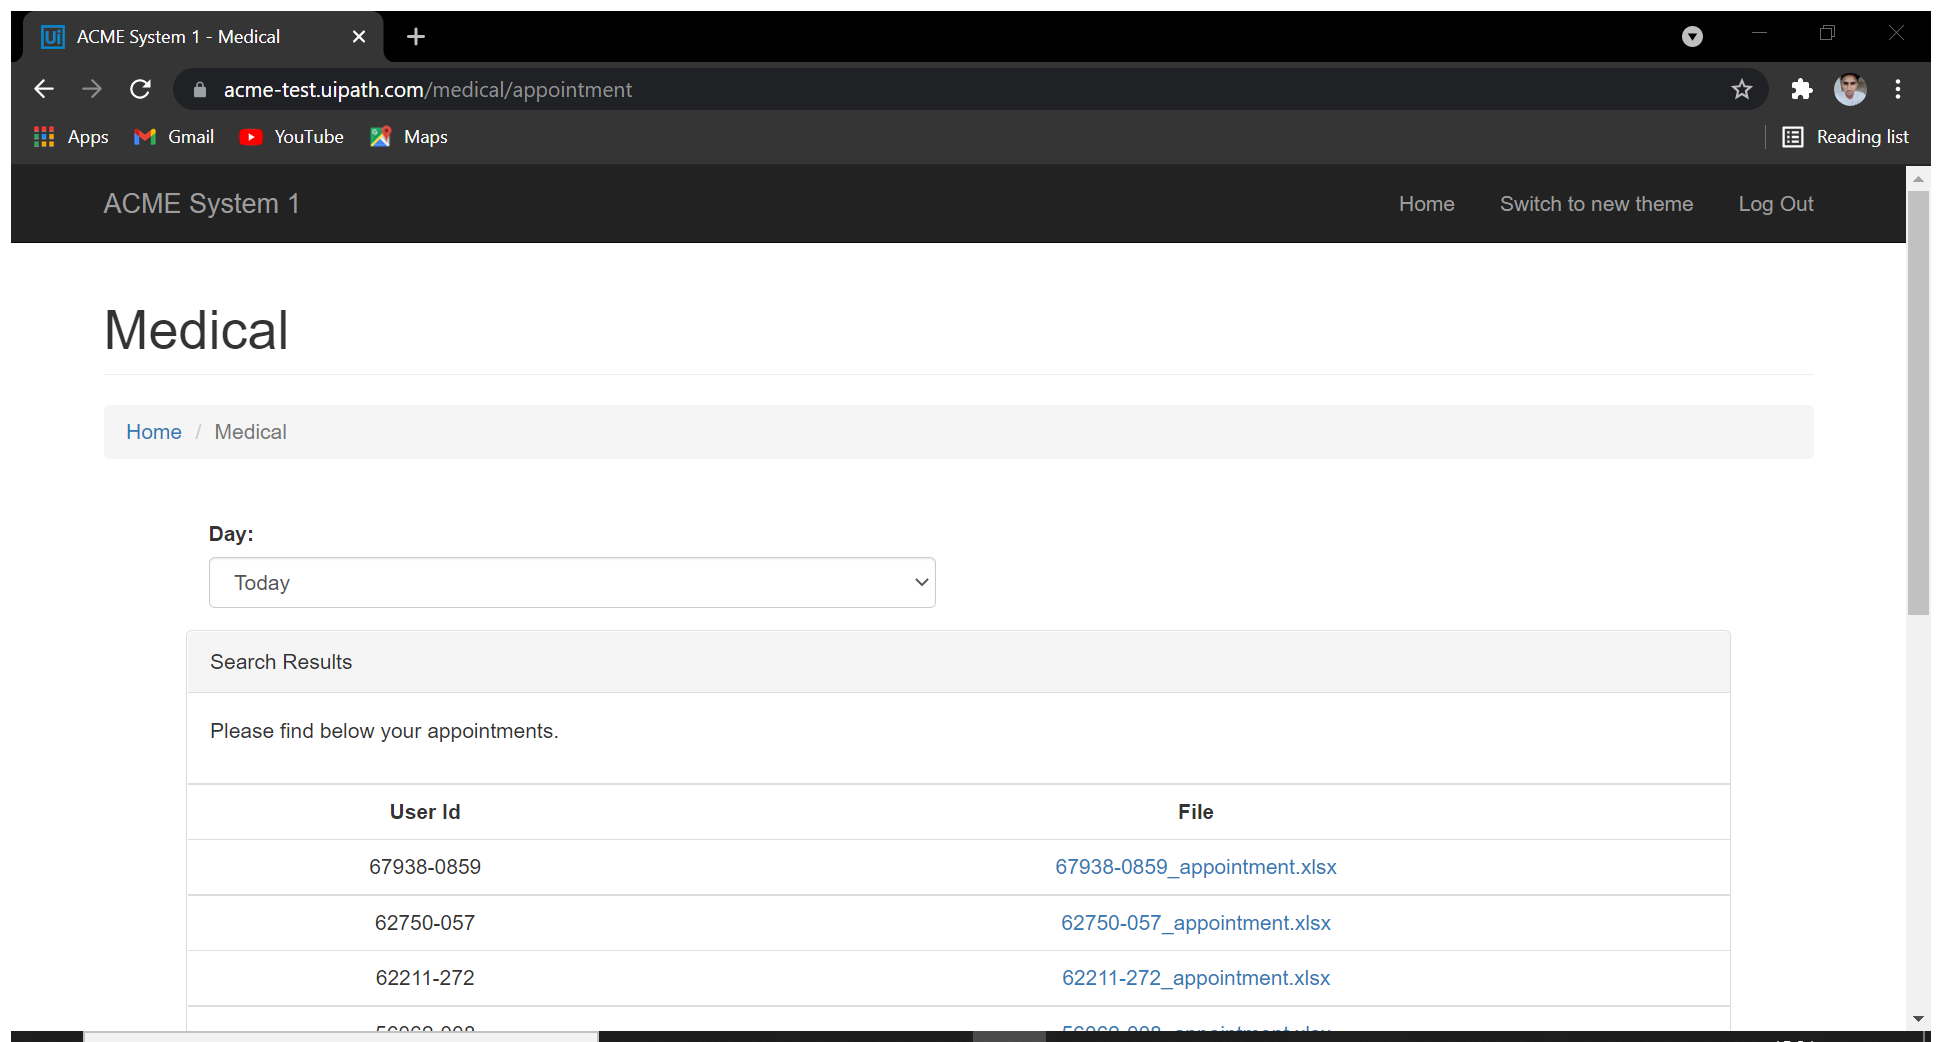 Ui ACME System 1 - Medical
acme-test.uipath.com/medical/appointment
Apps Gmail YouTube Maps Reading list
ACME System 1 Home Switch to new theme Log Out
Medical
Home / Medical
Day:
Today
Search Results
Please find below your appointments.
User Id File
67938-0859 67938-0859_appointment.xlsx
62750-057 62750-057_appointment.xlsx
62211-272 62211-272_appointment.xlsx